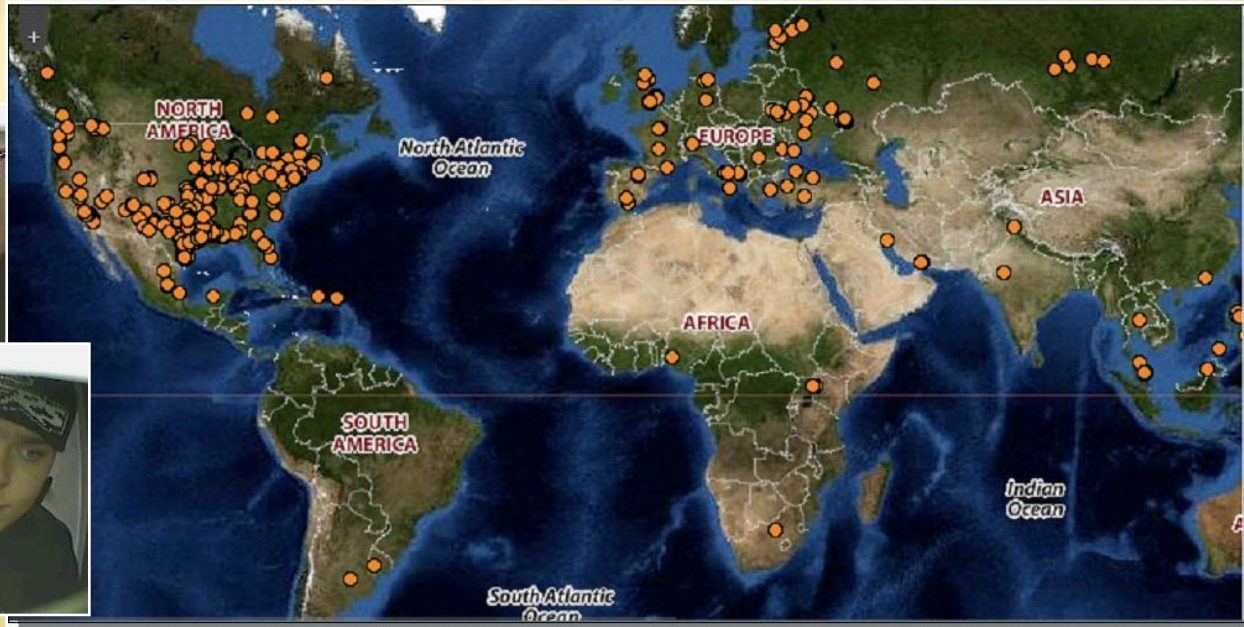 +
NORTH
AMERICA
North Atlantic
Ocean
EUROPE
ASIA
AFRICA
SOUTH
AMERICA
Indian
Ocean
A
South Atlantic
Ocean